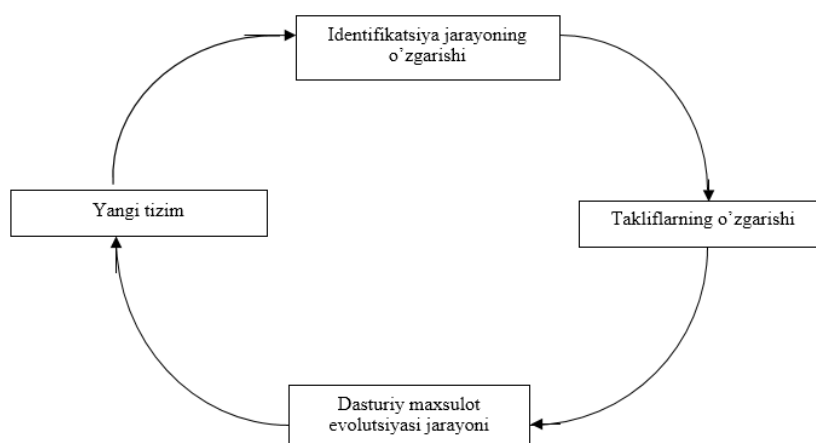 Identifikatsiya jarayoning
o’zgarishi
Yangi tizim
Takliflarning o’zgarishi
Dasturiy maxsulot
evolutsiyasi jarayoni